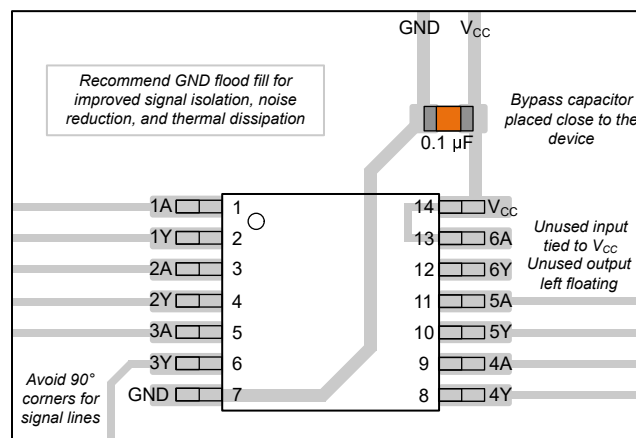 GND V_CC
Recommend GND flood fill for
improved signal isolation, noise
reduction, and thermal dissipation
Bypass capacitor
placed close to the
device
0.1 µF
1A 1 14 V_CC
1Y 2 13 6A
2A 3 12 6Y
2Y 4 11 5A
3A 5 10 5Y
3Y 6 9 4A
GND 7 8 4Y
Unused input
tied to V_CC
Unused output
left floating
Avoid 90°
corners for
signal lines